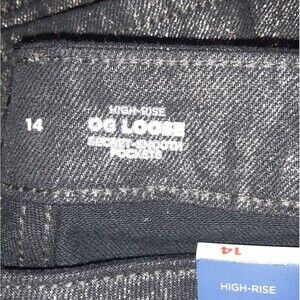 HIGH-RISE
14 OG LOOSE
SECRET-SMOOTH
POCKETS
14
HIGH-RISE